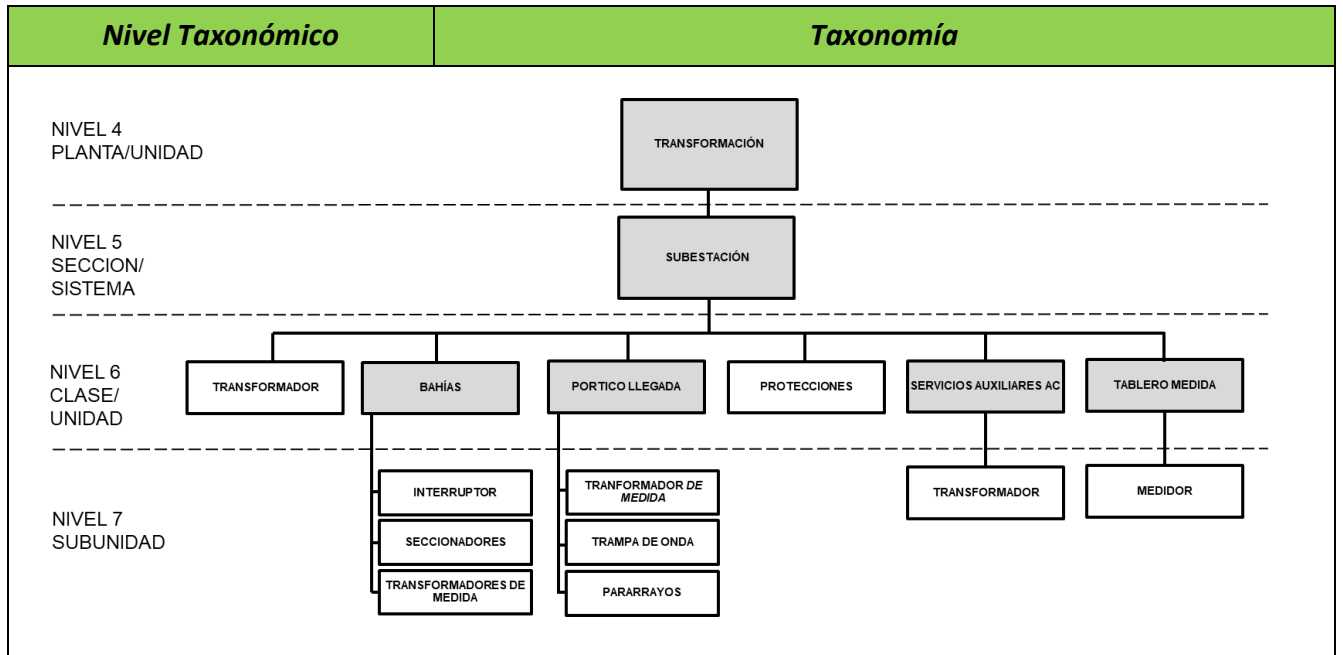 Nivel Taxonómico
Taxonomía
NIVEL 4
PLANTA/UNIDAD
TRANSFORMACIÓN
NIVEL 5
SECCION/
SISTEMA
SUBESTACIÓN
NIVEL 6
CLASE/
UNIDAD
TRANSFORMADOR
BAHÍAS
PORTICO LLEGADA
PROTECCIONES
SERVICIOS AUXILIARES AC
TABLERO MEDIDA
NIVEL 7
SUBUNIDAD
INTERRUPTOR
SECCIONADORES
TRANSFORMADORES DE
MEDIDA
TRANFORMADOR DE
MEDIDA
TRAMPA DE ONDA
PARARRAYOS
TRANSFORMADOR
MEDIDOR